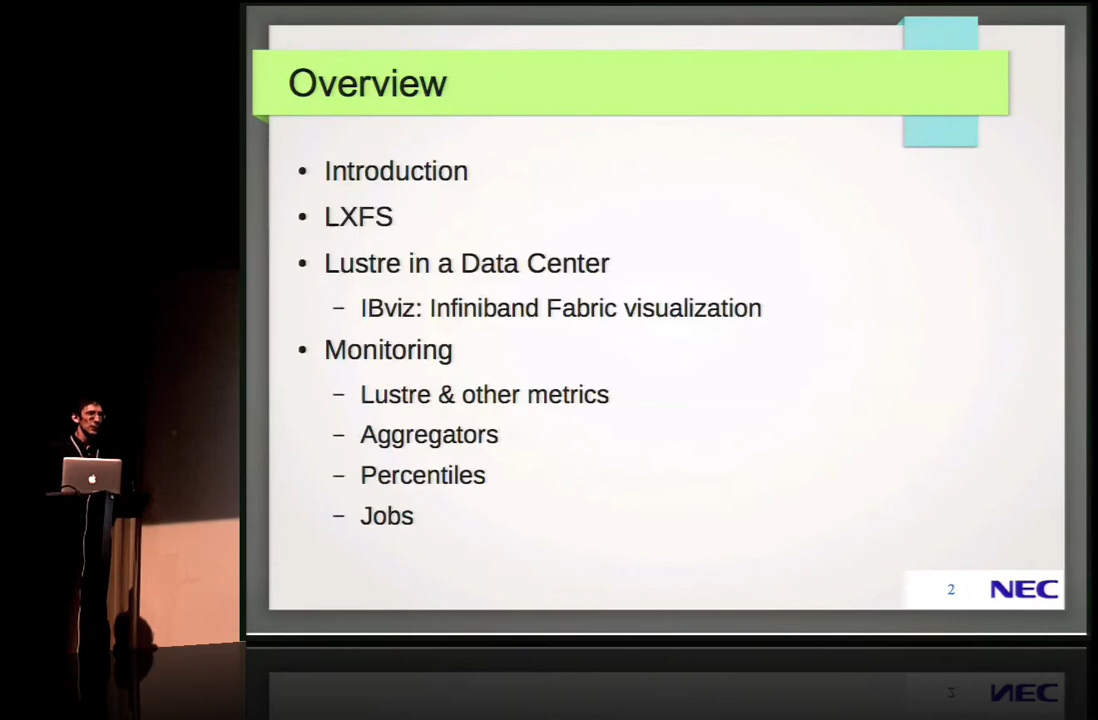 Overview
• Introduction
• LXFS
• Lustre in a Data Center
– IBviz: Infiniband Fabric visualization
• Monitoring
– Lustre & other metrics
– Aggregators
– Percentiles
– Jobs
2 NEC